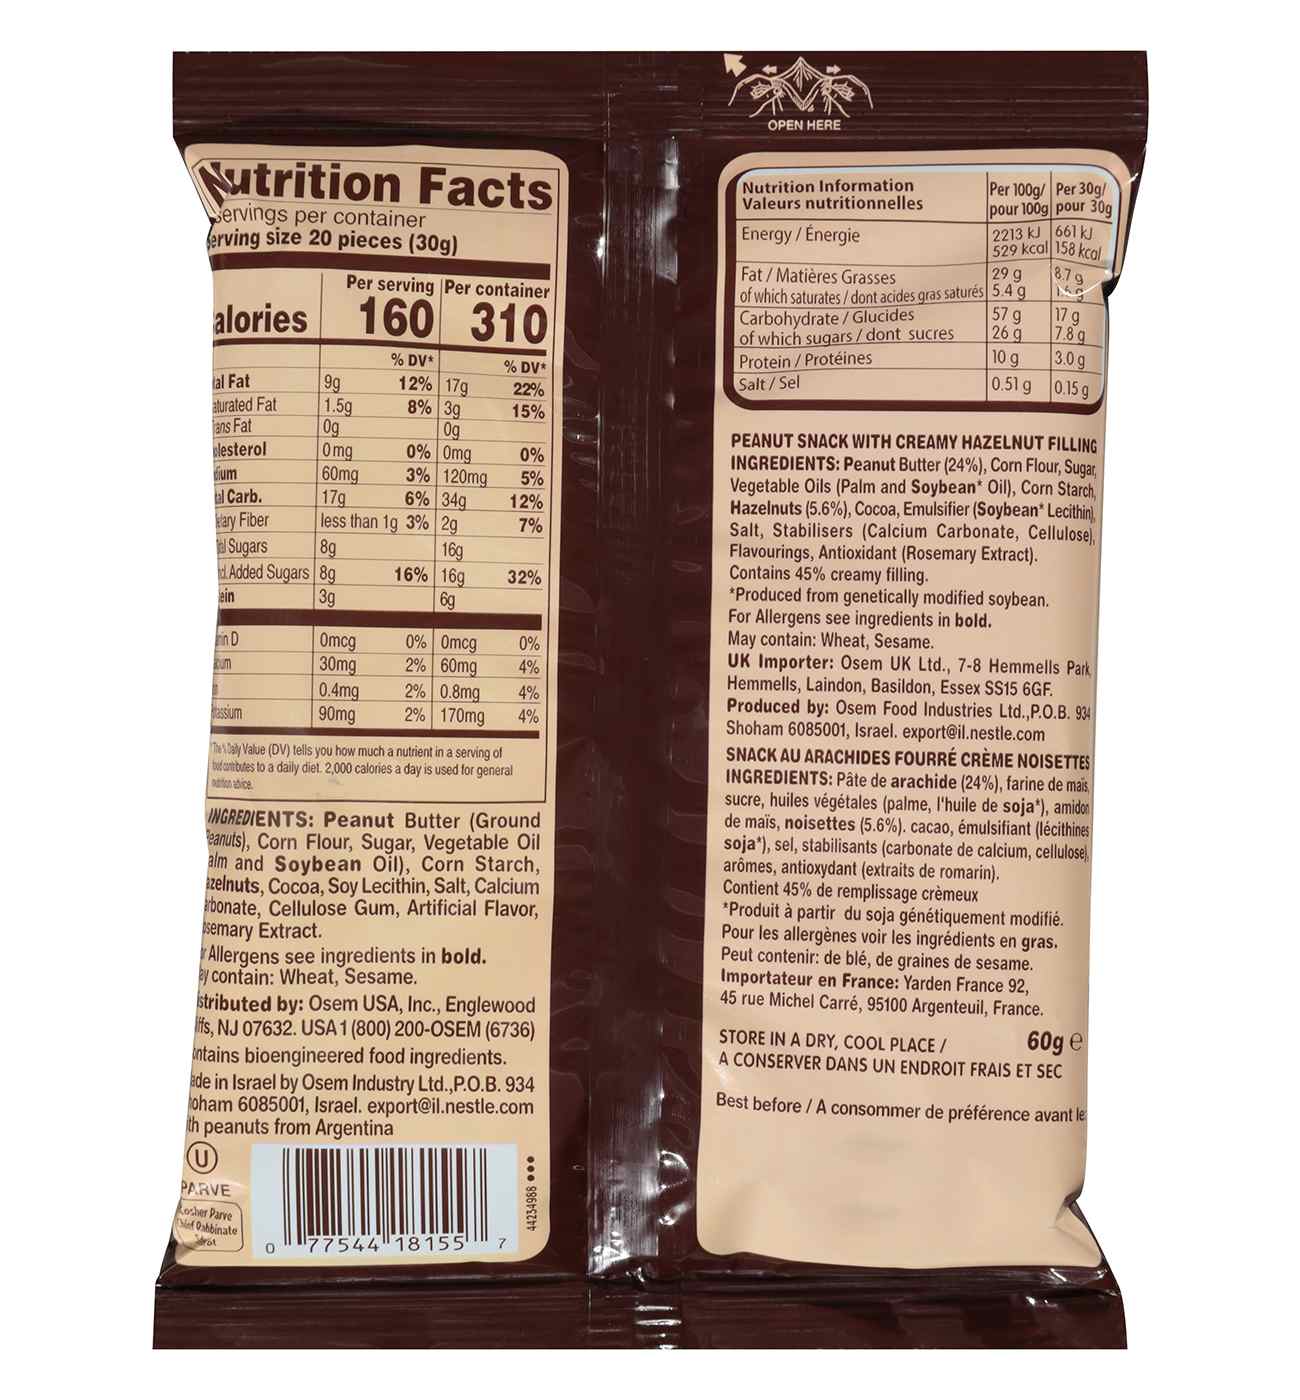 OPEN HERE
Nutrition Facts
servings per container
serving size 20 pieces (30g)
Per serving Per container
alories 160 310
% DV* % DV*
al Fat 9g 12% 17g 22%
aturated Fat 1.5g 8% 3g 15%
rans Fat 0g 0g
olesterol 0mg 0% 0mg 0%
dium 60mg 3% 120mg 5%
al Carb. 17g 6% 34g 12%
etary Fiber less than 1g 3% 2g 7%
tal Sugars 8g 16g
ncl. Added Sugars 8g 16% 16g 32%
ein 3g 6g
min D 0mcg 0% 0mcg 0%
cium 30mg 2% 60mg 4%
n 0.4mg 2% 0.8mg 4%
tassium 90mg 2% 170mg 4%
*The % Daily Value (DV) tells you how much a nutrient in a serving of
food contributes to a daily diet. 2,000 calories a day is used for general
nutrition advice.
INGREDIENTS: Peanut Butter (Ground
Peanuts), Corn Flour, Sugar, Vegetable Oil
alm and Soybean Oil), Corn Starch,
azelnuts, Cocoa, Soy Lecithin, Salt, Calcium
arbonate, Cellulose Gum, Artificial Flavor,
osemary Extract.
r Allergens see ingredients in bold.
ay contain: Wheat, Sesame.
istributed by: Osem USA, Inc., Englewood
iffs, NJ 07632. USA 1 (800) 200-OSEM (6736)
ontains bioengineered food ingredients.
ade in Israel by Osem Industry Ltd.,P.O.B. 934
hoham 6085001, Israel. export@il.nestle.com
th peanuts from Argentina
U
PARVE
Kosher Parve
Chief Rabbinate
0 77544 18155 7
44234988
Nutrition Information Per 100g/ Per 30g/
Valeurs nutritionnelles pour 100g pour 30g
Energy / Énergie 2213 kJ 661 kJ
529 kcal 158 kcal
Fat / Matières Grasses 29 g 8.7 g
of which saturates / dont acides gras saturés 5.4 g 1.6 g
Carbohydrate / Glucides 57 g 17 g
of which sugars / dont sucres 26 g 7.8 g
Protein / Protéines 10 g 3.0 g
Salt / Sel 0.51 g 0.15 g
PEANUT SNACK WITH CREAMY HAZELNUT FILLING
INGREDIENTS: Peanut Butter (24%), Corn Flour, Sugar,
Vegetable Oils (Palm and Soybean* Oil), Corn Starch,
Hazelnuts (5.6%), Cocoa, Emulsifier (Soybean* Lecithin),
Salt, Stabilisers (Calcium Carbonate, Cellulose),
Flavourings, Antioxidant (Rosemary Extract).
Contains 45% creamy filling.
*Produced from genetically modified soybean.
For Allergens see ingredients in bold.
May contain: Wheat, Sesame.
UK Importer: Osem UK Ltd., 7-8 Hemmells Park,
Hemmells, Laindon, Basildon, Essex SS15 6GF.
Produced by: Osem Food Industries Ltd.,P.O.B. 934
Shoham 6085001, Israel. export@il.nestle.com
SNACK AU ARACHIDES FOURRÉ CRÈME NOISETTES
INGREDIENTS: Pâte de arachide (24%), farine de maïs,
sucre, huiles végétales (palme, l'huile de soja*), amidon
de maïs, noisettes (5.6%). cacao, émulsifiant (lécithines
soja*), sel, stabilisants (carbonate de calcium, cellulose),
arômes, antioxydant (extraits de romarin).
Contient 45% de remplissage crèmeux
*Produit à partir du soja génétiquement modifié.
Pour les allergènes voir les ingrédients en gras.
Peut contenir: de blé, de graines de sesame.
Importateur en France: Yarden France 92,
45 rue Michel Carré, 95100 Argenteuil, France.
STORE IN A DRY, COOL PLACE / 60g e
A CONSERVER DANS UN ENDROIT FRAIS ET SEC
Best before / A consommer de préférence avant le: